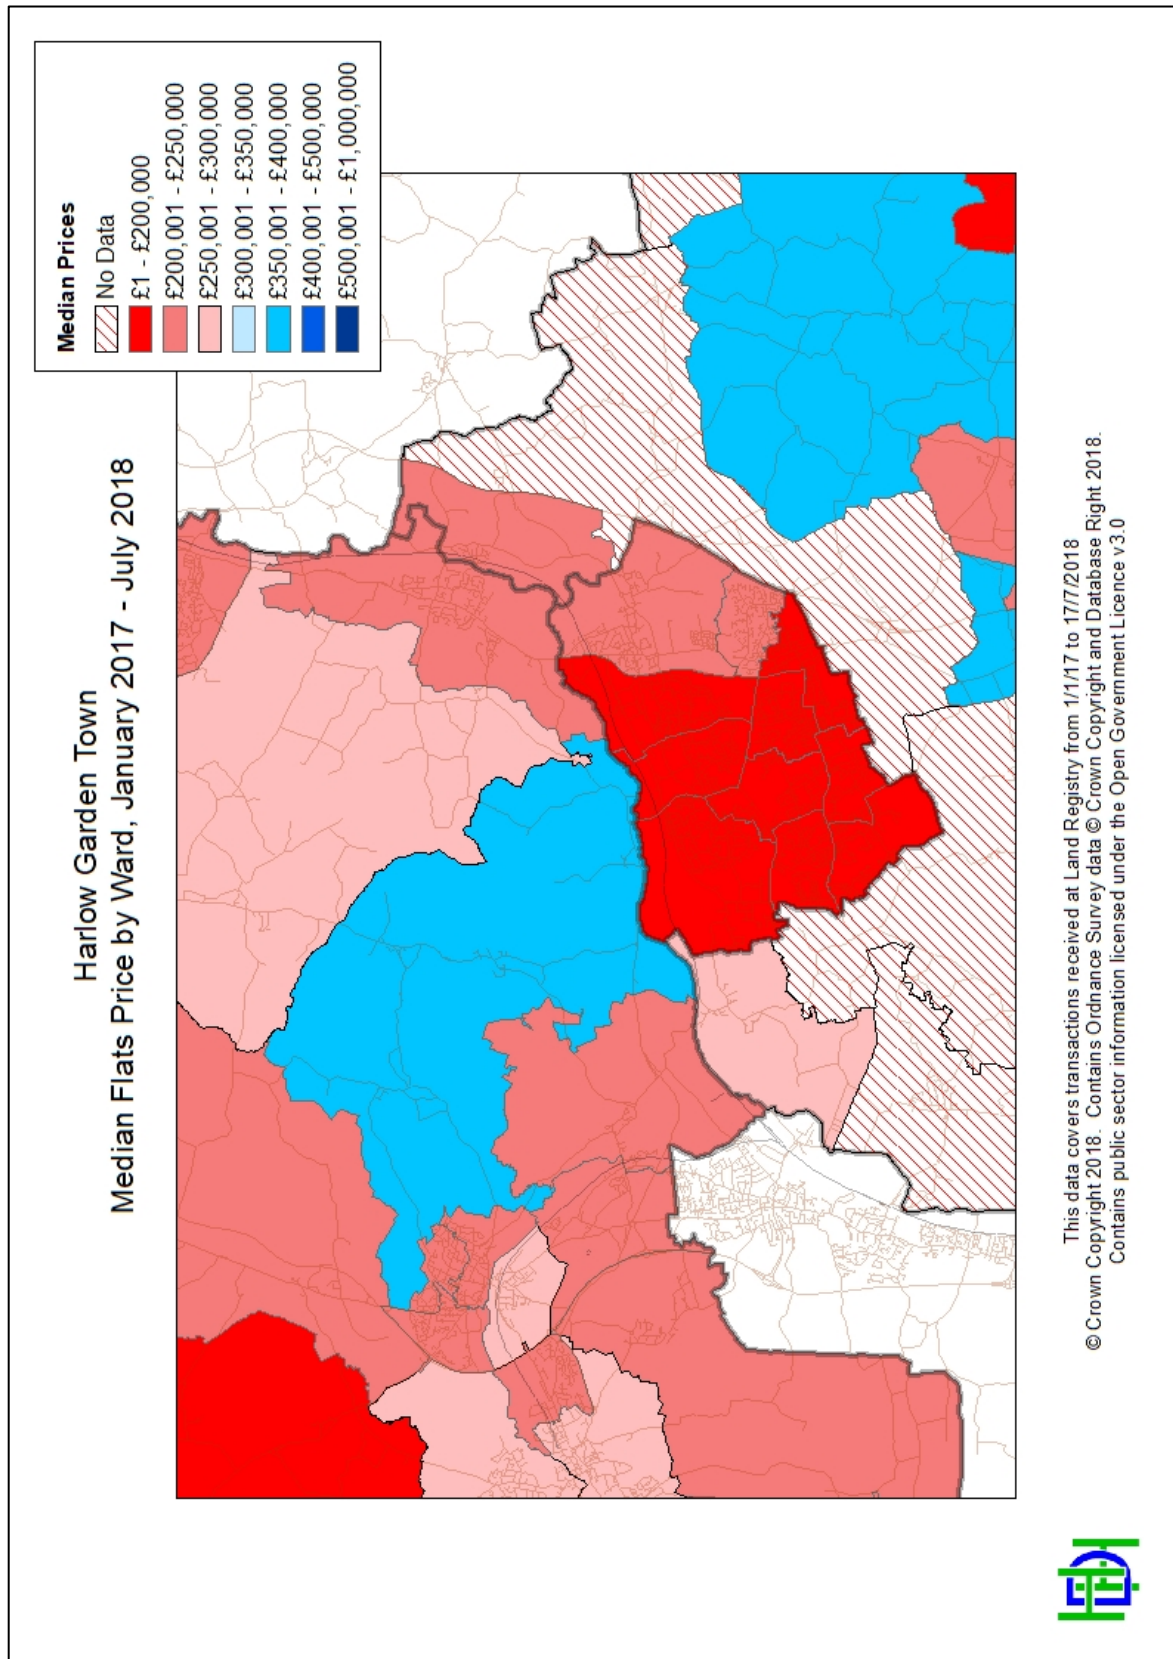 Harlow Garden Town
Median Flats Price by Ward, January 2017 - July 2018
Median Prices
No Data
£1 - £200,000
£200,001 - £250,000
£250,001 - £300,000
£300,001 - £350,000
£350,001 - £400,000
£400,001 - £500,000
£500,001 - £1,000,000
This data covers transactions received at Land Registry from 1/1/17 to 17/7/2018
© Crown Copyright 2018. Contains Ordnance Survey data © Crown Copyright and Database Right 2018.
Contains public sector information licensed under the Open Government Licence v3.0
HDH